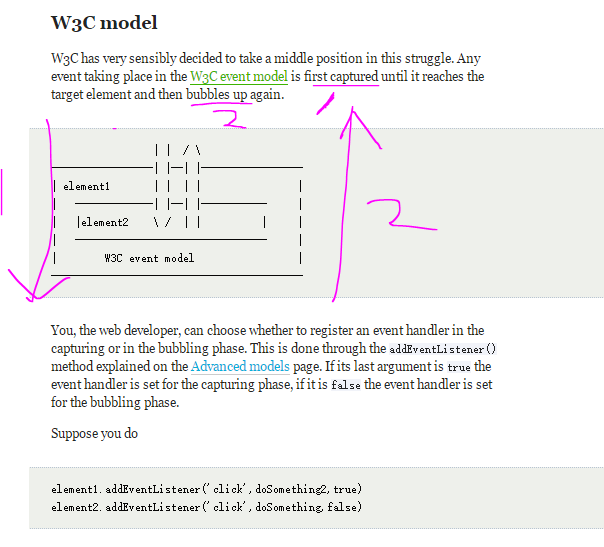 W3C model
W3C has very sensibly decided to take a middle position in this struggle. Any
event taking place in the W3C event model is first captured until it reaches the
target element and then bubbles up again.
1
2
1
2
| | / \
| |—| |
| element1 | | | | |
| |—| |
|element2 \ / | | | |
| W3C event model |
You, the web developer, can choose whether to register an event handler in the
capturing or in the bubbling phase. This is done through the addEventListener()
method explained on the Advanced models page. If its last argument is true the
event handler is set for the capturing phase, if it is false the event handler is set
for the bubbling phase.
Suppose you do
element1.addEventListener('click',doSomething2,true)
element2.addEventListener('click',doSomething,false)